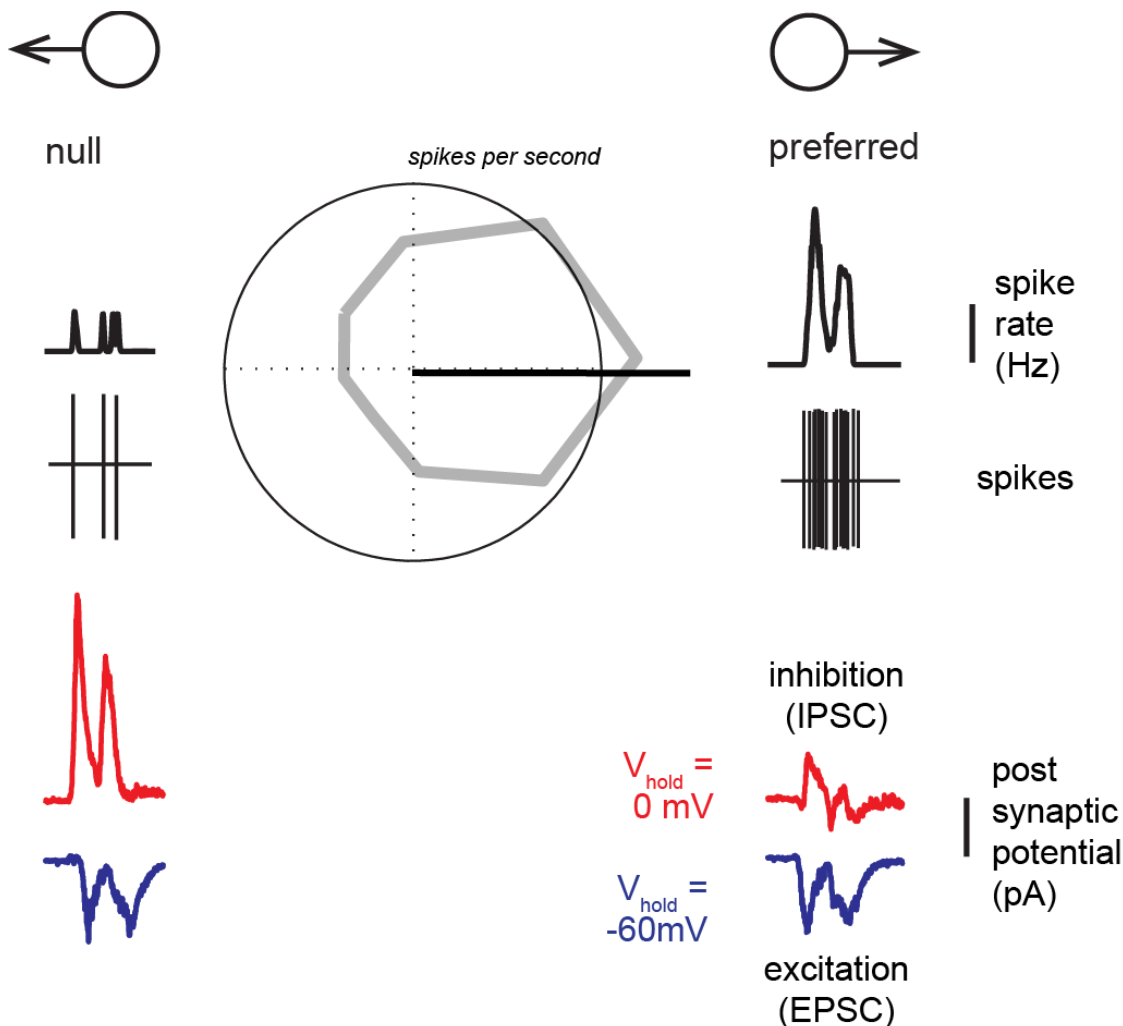 null
spikes per second
preferred
spike
rate
(Hz)
spikes
inhibition
(IPSC)
V hold =
0 mV
post
synaptic
potential
(pA)
V hold =
-60mV
excitation
(EPSC)